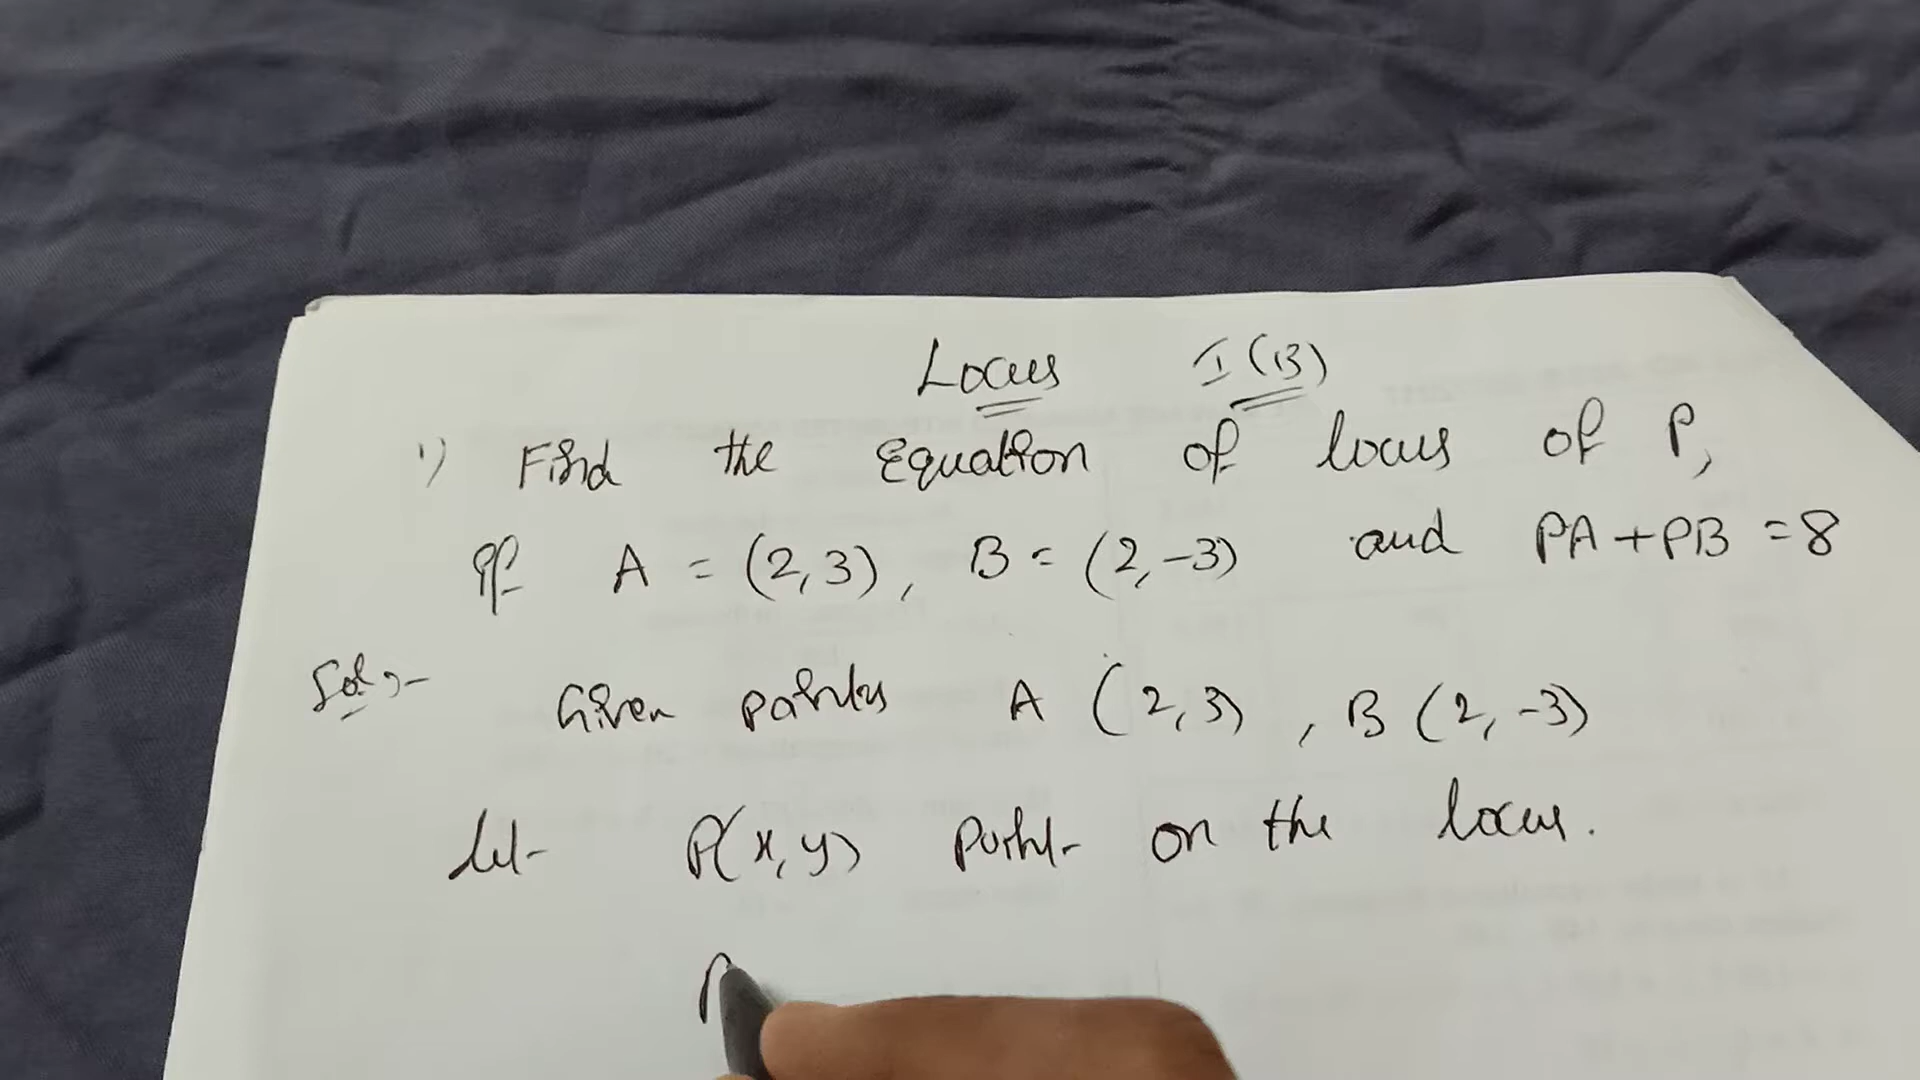 Locus I(B)
1) Find the Equation of locus of P,
if A = (2,3), B = (2,-3) and PA+PB = 8
Sol:- Given points A (2,3), B (2,-3)
Let P(x,y) point on the locus.